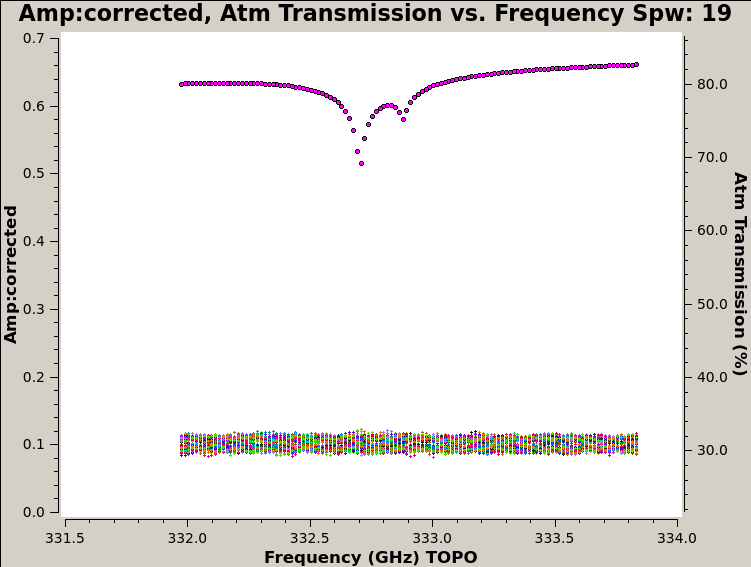 Amp:corrected, Atm Transmission vs. Frequency Spw: 19
0.7
0.6
0.5
0.4
0.3
0.2
0.1
0.0
Amp:corrected
80.0
70.0
60.0
50.0
40.0
30.0
Atm Transmission (%)
331.5 332.0 332.5 333.0 333.5 334.0
Frequency (GHz) TOPO